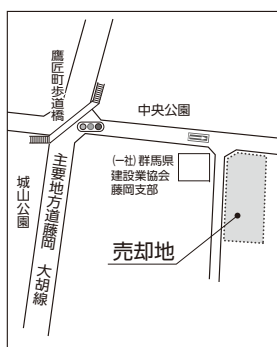 鷹匠町歩道橋
中央公園
(一社)群馬県
建設業協会
藤岡支部
城山公園
主要地方道藤岡 大胡線
売却地